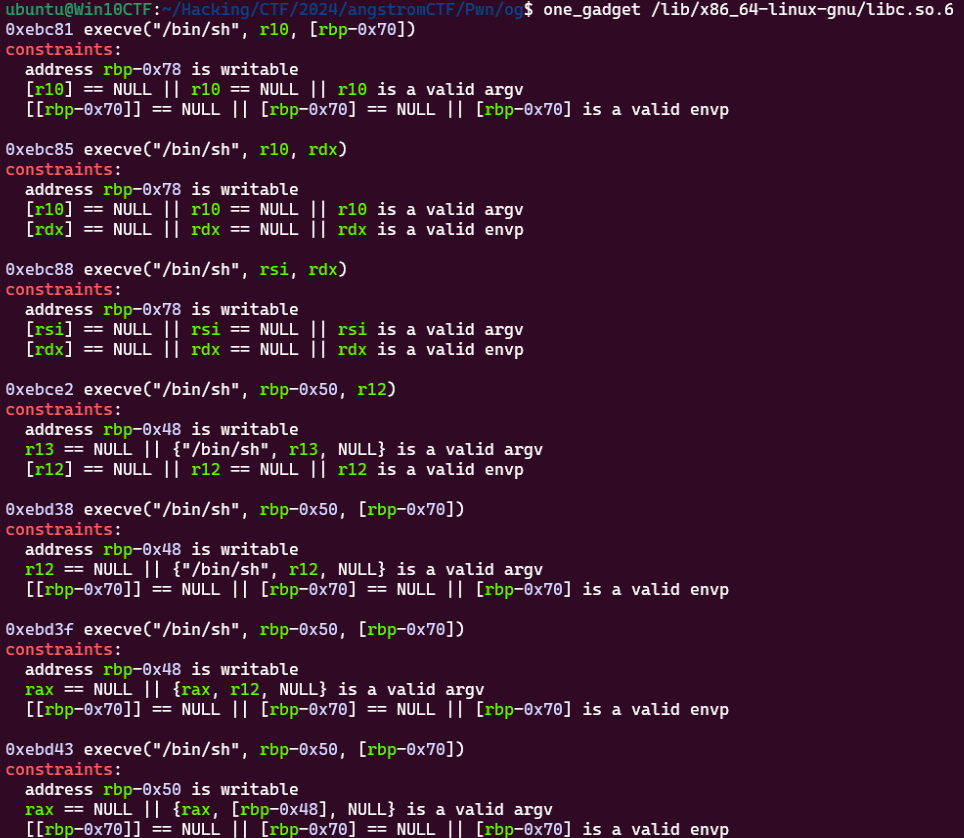 ubuntu@Win10CTF:~/Hacking/CTF/2024/angstromCTF/Pwn/og$ one_gadget /lib/x86_64-linux-gnu/libc.so.6
0xebc81 execve("/bin/sh", r10, [rbp-0x70])
constraints:
  address rbp-0x78 is writable
  [r10] == NULL || r10 == NULL || r10 is a valid argv
  [[rbp-0x70]] == NULL || [rbp-0x70] == NULL || [rbp-0x70] is a valid envp

0xebc85 execve("/bin/sh", r10, rdx)
constraints:
  address rbp-0x78 is writable
  [r10] == NULL || r10 == NULL || r10 is a valid argv
  [rdx] == NULL || rdx == NULL || rdx is a valid envp

0xebc88 execve("/bin/sh", rsi, rdx)
constraints:
  address rbp-0x78 is writable
  [rsi] == NULL || rsi == NULL || rsi is a valid argv
  [rdx] == NULL || rdx == NULL || rdx is a valid envp

0xebce2 execve("/bin/sh", rbp-0x50, r12)
constraints:
  address rbp-0x48 is writable
  r13 == NULL || {"/bin/sh", r13, NULL} is a valid argv
  [r12] == NULL || r12 == NULL || r12 is a valid envp

0xebd38 execve("/bin/sh", rbp-0x50, [rbp-0x70])
constraints:
  address rbp-0x48 is writable
  r12 == NULL || {"/bin/sh", r12, NULL} is a valid argv
  [[rbp-0x70]] == NULL || [rbp-0x70] == NULL || [rbp-0x70] is a valid envp

0xebd3f execve("/bin/sh", rbp-0x50, [rbp-0x70])
constraints:
  address rbp-0x48 is writable
  rax == NULL || {rax, r12, NULL} is a valid argv
  [[rbp-0x70]] == NULL || [rbp-0x70] == NULL || [rbp-0x70] is a valid envp

0xebd43 execve("/bin/sh", rbp-0x50, [rbp-0x70])
constraints:
  address rbp-0x50 is writable
  rax == NULL || {rax, [rbp-0x48], NULL} is a valid argv
  [[rbp-0x70]] == NULL || [rbp-0x70] == NULL || [rbp-0x70] is a valid envp